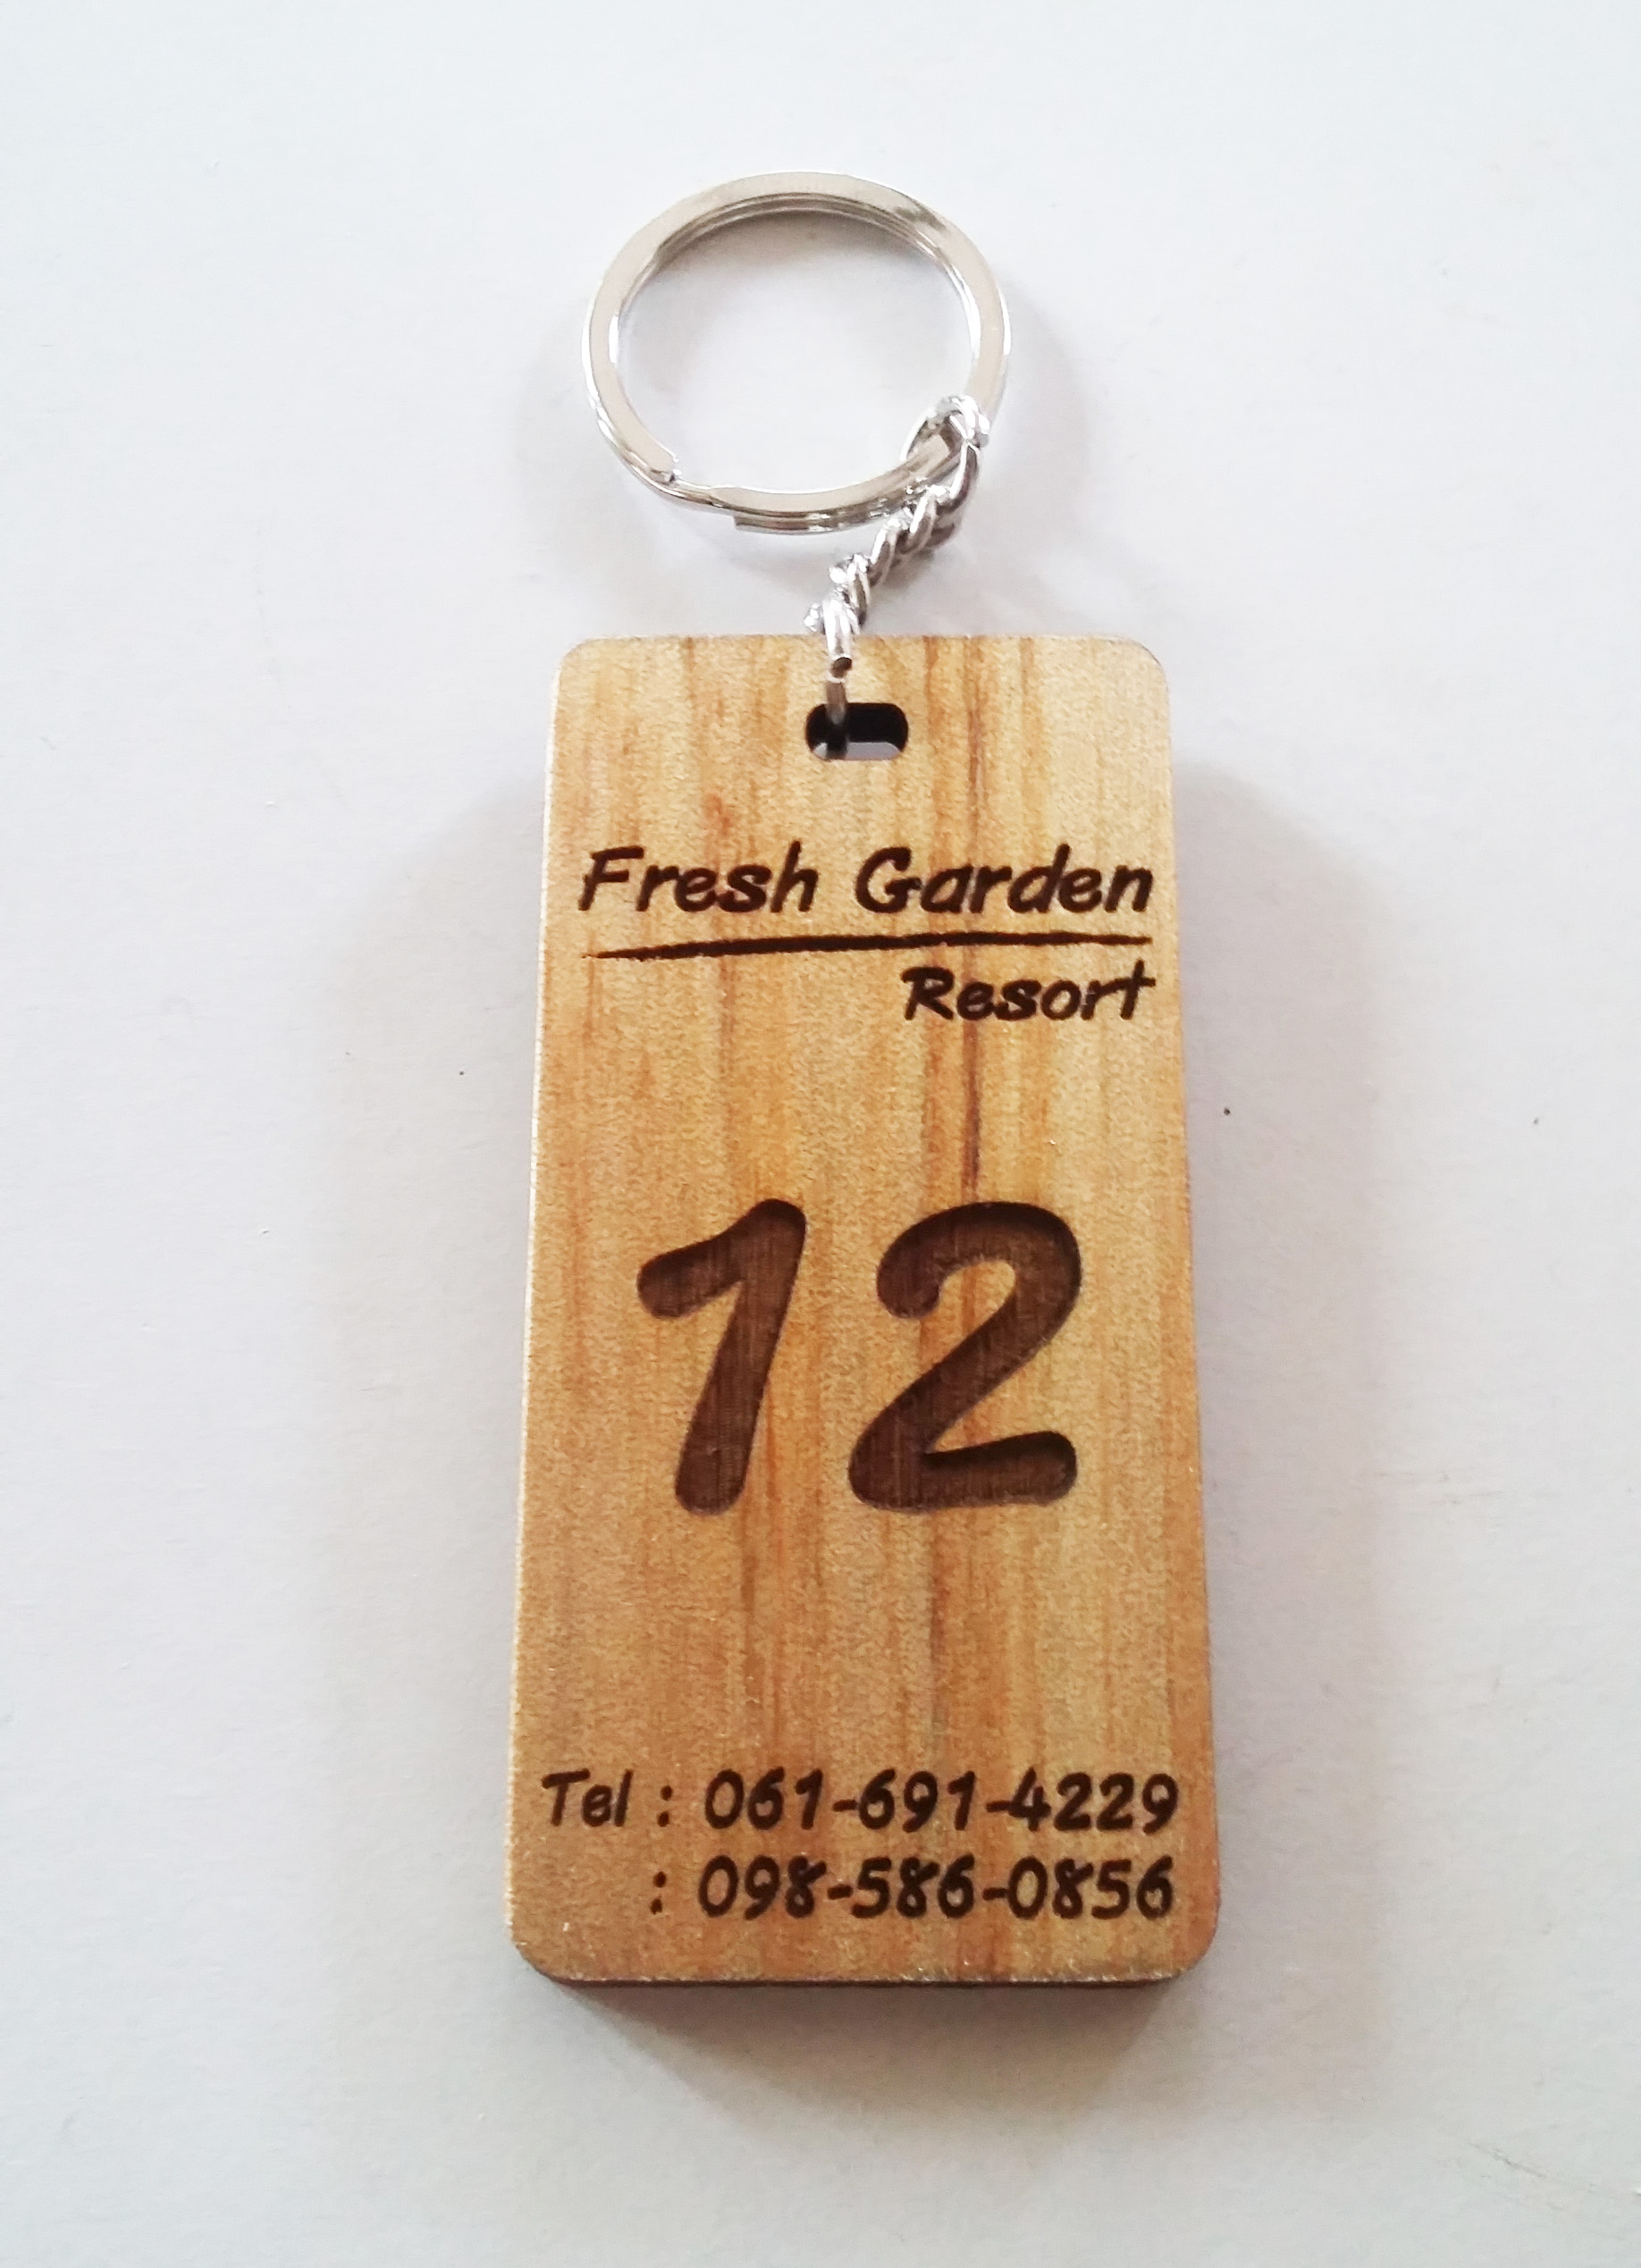 Fresh Garden
Resort
12
Tel : 061-691-4229
: 098-586-0856